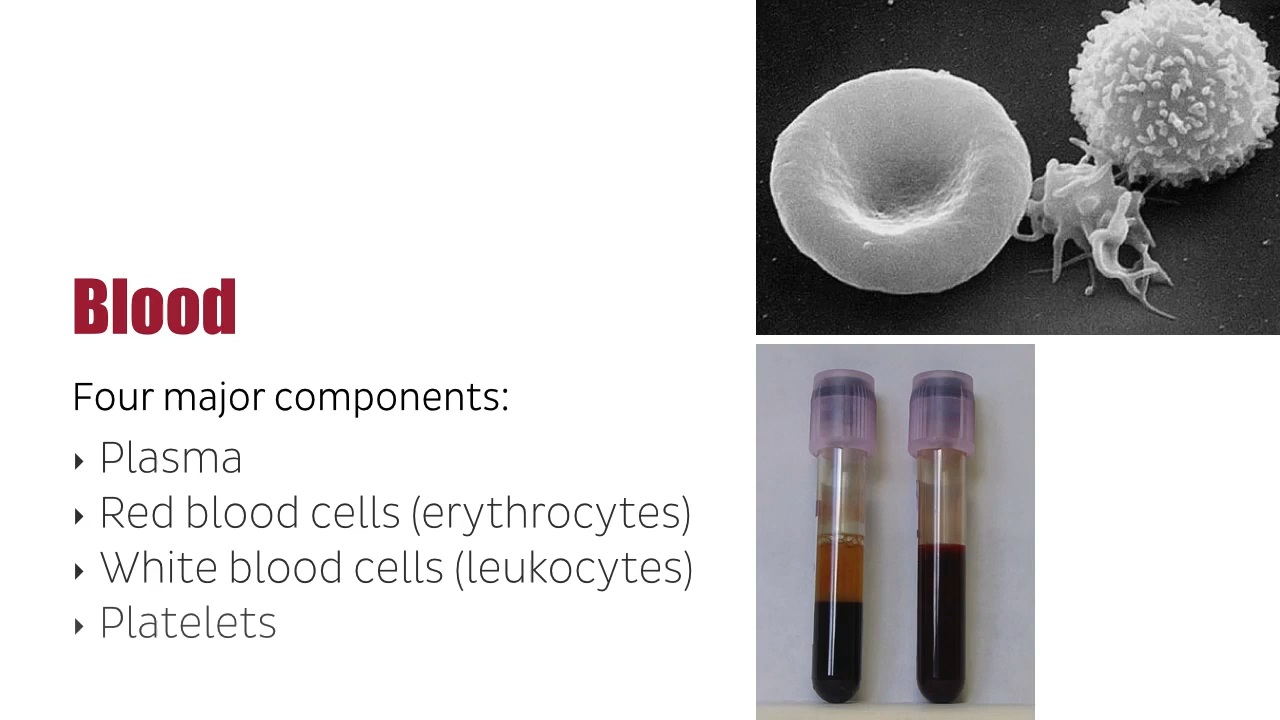 Blood
Four major components:
Plasma
Red blood cells (erythrocytes)
White blood cells (leukocytes)
Platelets